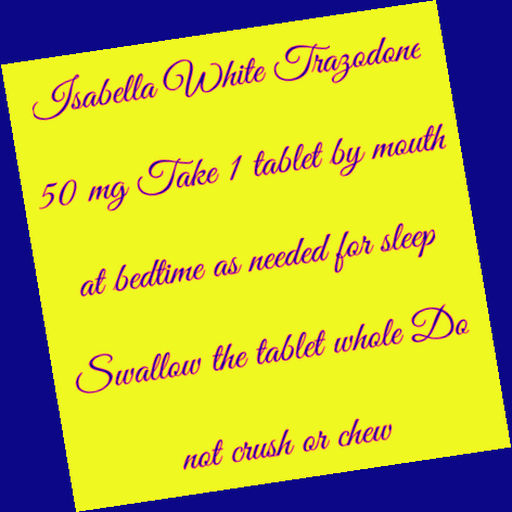 Isabella White Trazodone
50 mg Take 1 tablet by mouth
at bedtime as needed for sleep
Swallow the tablet whole Do
not crush or chew